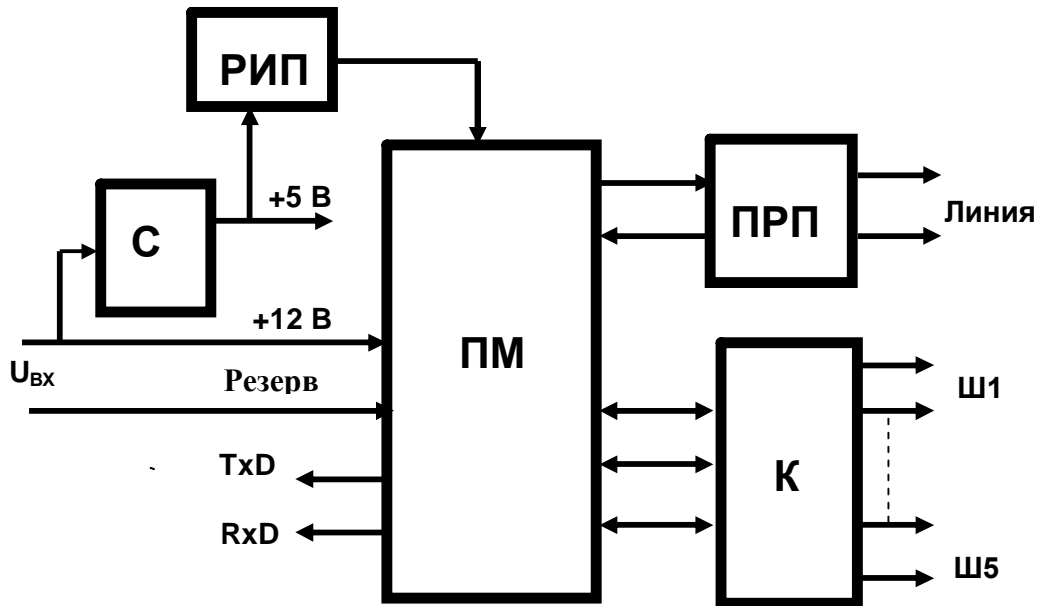 РИП
+5 В
С
ПРП
Линия
+12 В
UВХ
ПМ
Резерв
Ш1
TxD
К
RxD
Ш5